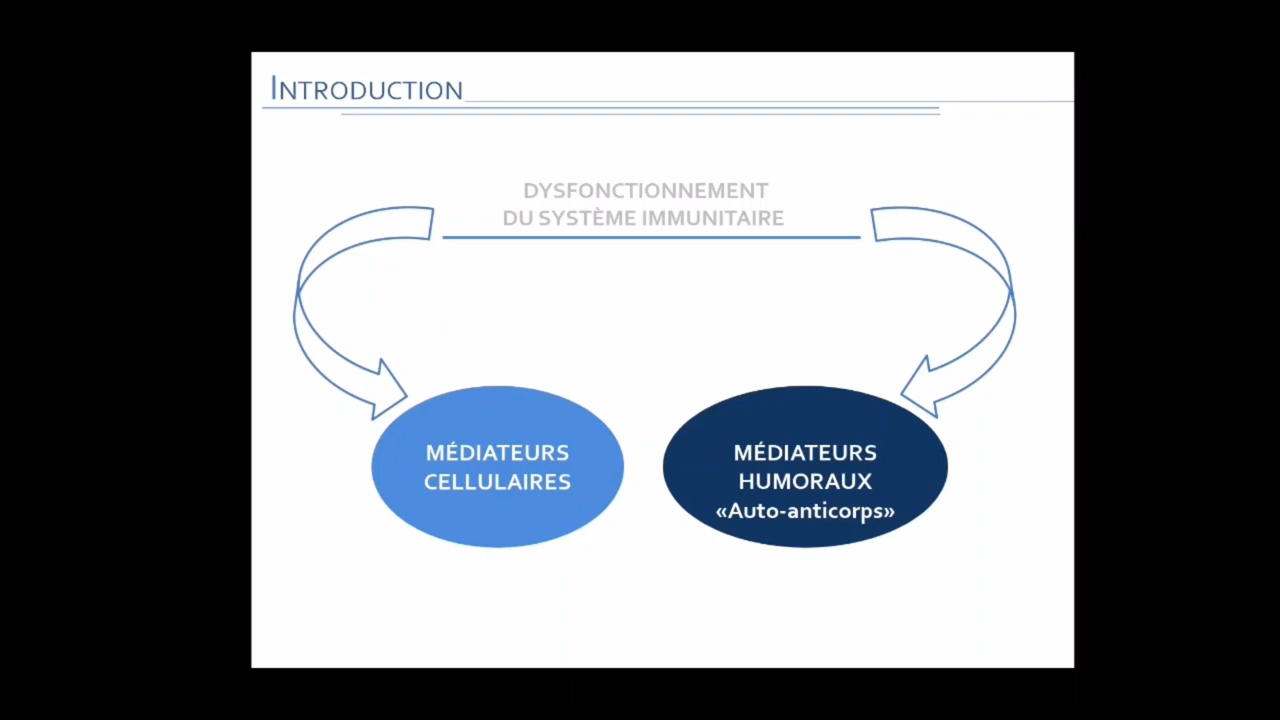 INTRODUCTION
DYSFONCTIONNEMENT
DU SYSTÈME IMMUNITAIRE
MÉDIATEURS
CELLULAIRES
MÉDIATEURS
HUMORAUX
«Auto-anticorps»